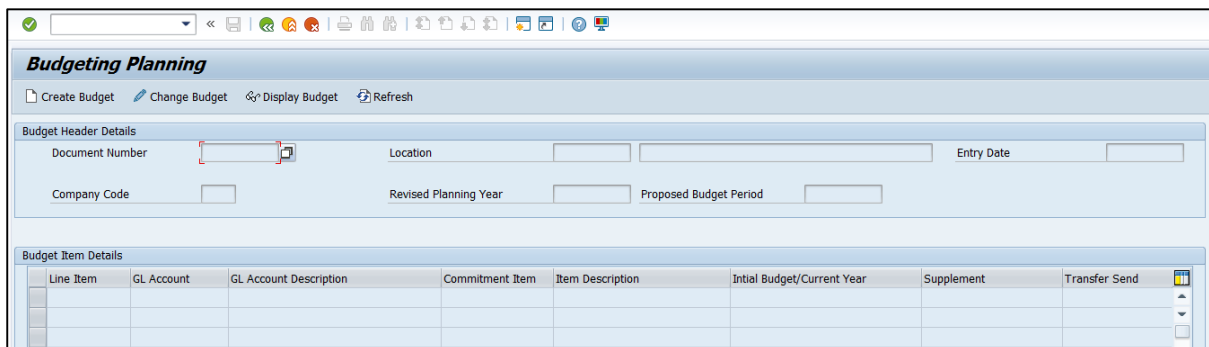 Budgeting Planning
Create Budget Change Budget Display Budget Refresh
Budget Header Details
Document Number Location Entry Date
Company Code Revised Planning Year Proposed Budget Period
Budget Item Details
Line Item GL Account GL Account Description Commitment Item Item Description Intial Budget/Current Year Supplement Transfer Send